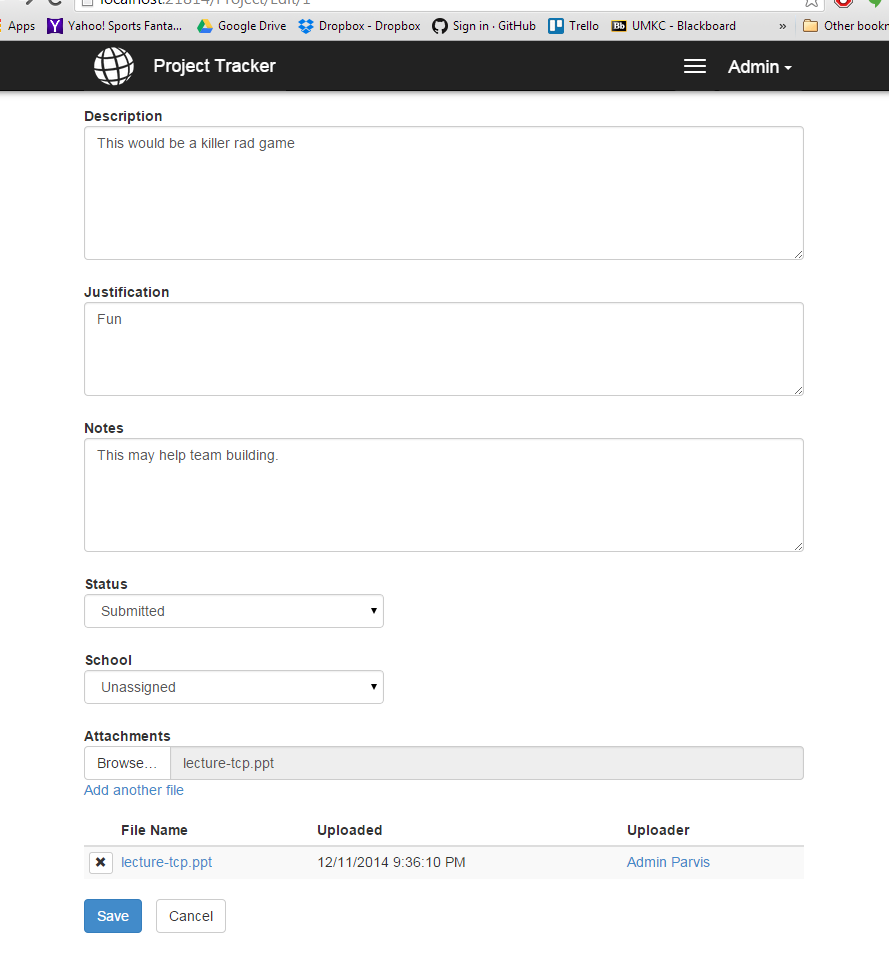 localhost:21814/Project/Edit/1
Apps Yahoo! Sports Fanta... Google Drive Dropbox - Dropbox Sign in · GitHub Trello Bb UMKC - Blackboard » Other bookm
Project Tracker Admin
Description
This would be a killer rad game
Justification
Fun
Notes
This may help team building.
Status
Submitted
School
Unassigned
Attachments
Browse... lecture-tcp.ppt
Add another file
File Name Uploaded Uploader
lecture-tcp.ppt 12/11/2014 9:36:10 PM Admin Parvis
Save Cancel